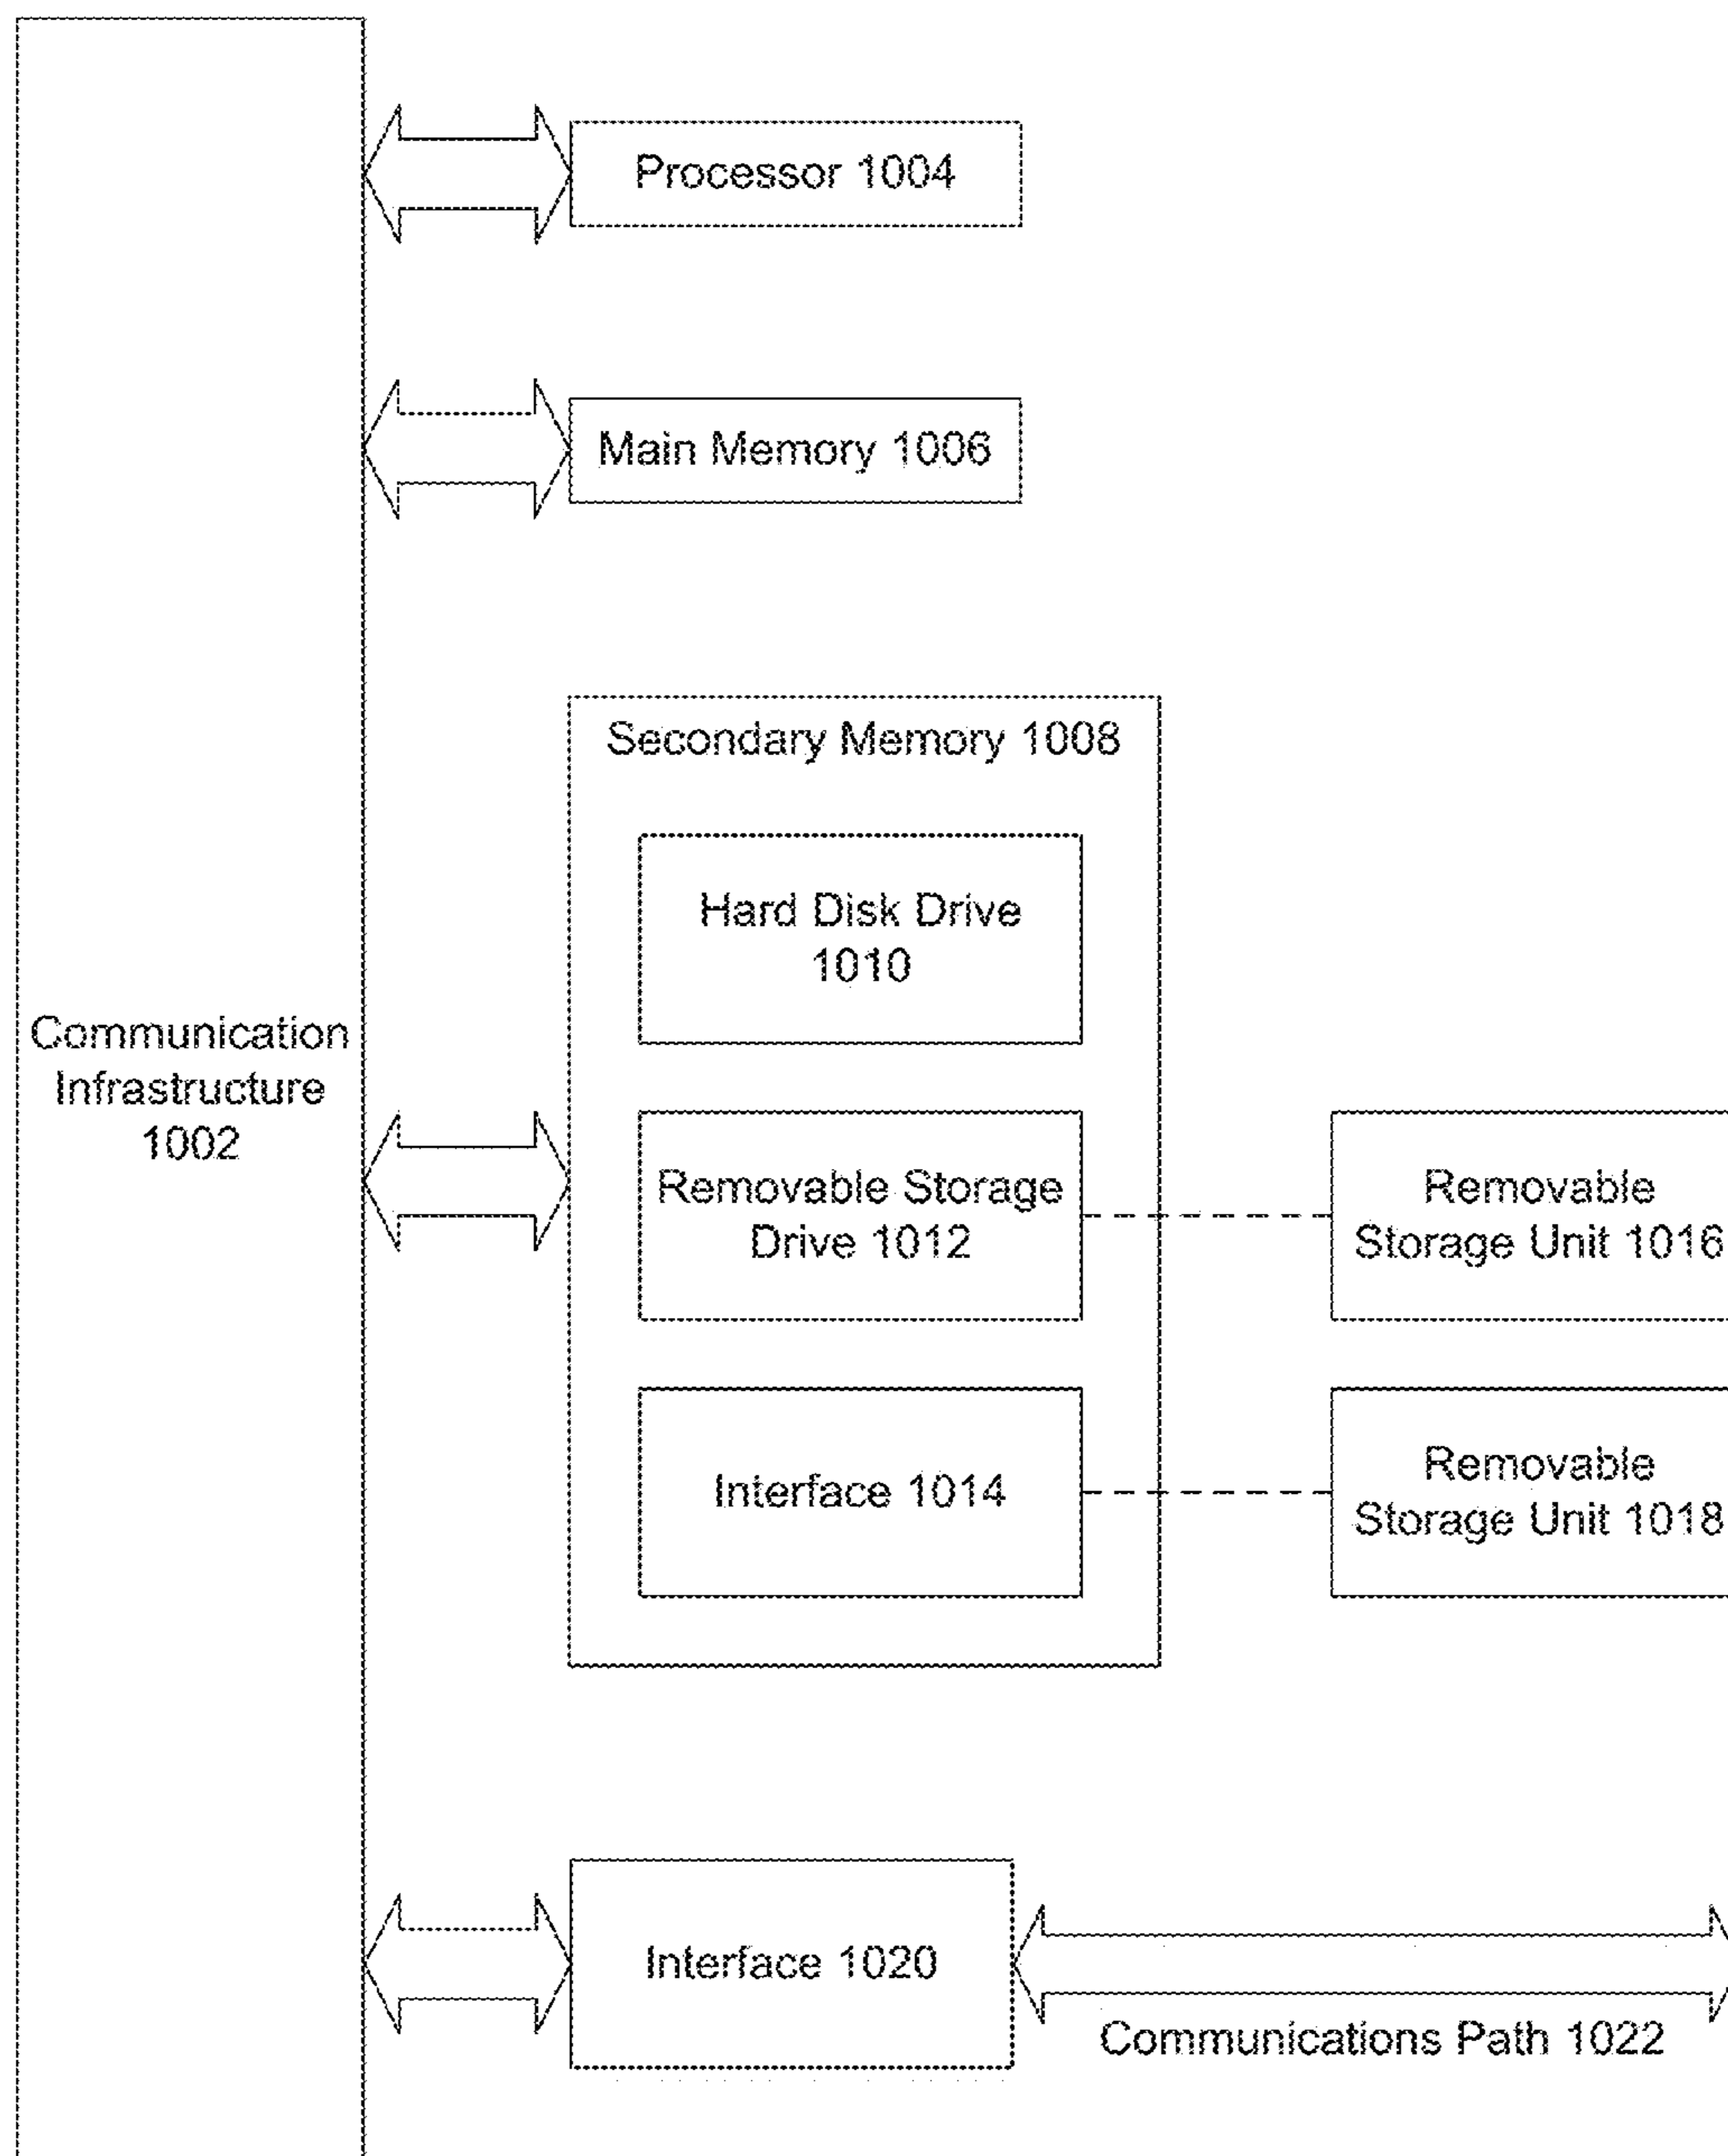 Processor 1004
Main Memory 1006
Secondary Memory 1008
Hard Disk Drive
1010
Communication
Infrastructure
1002
Removable Storage
Drive 1012
Removable
Storage Unit 1016
Interface 1014
Removable
Storage Unit 1018
Interface 1020
Communications Path 1022